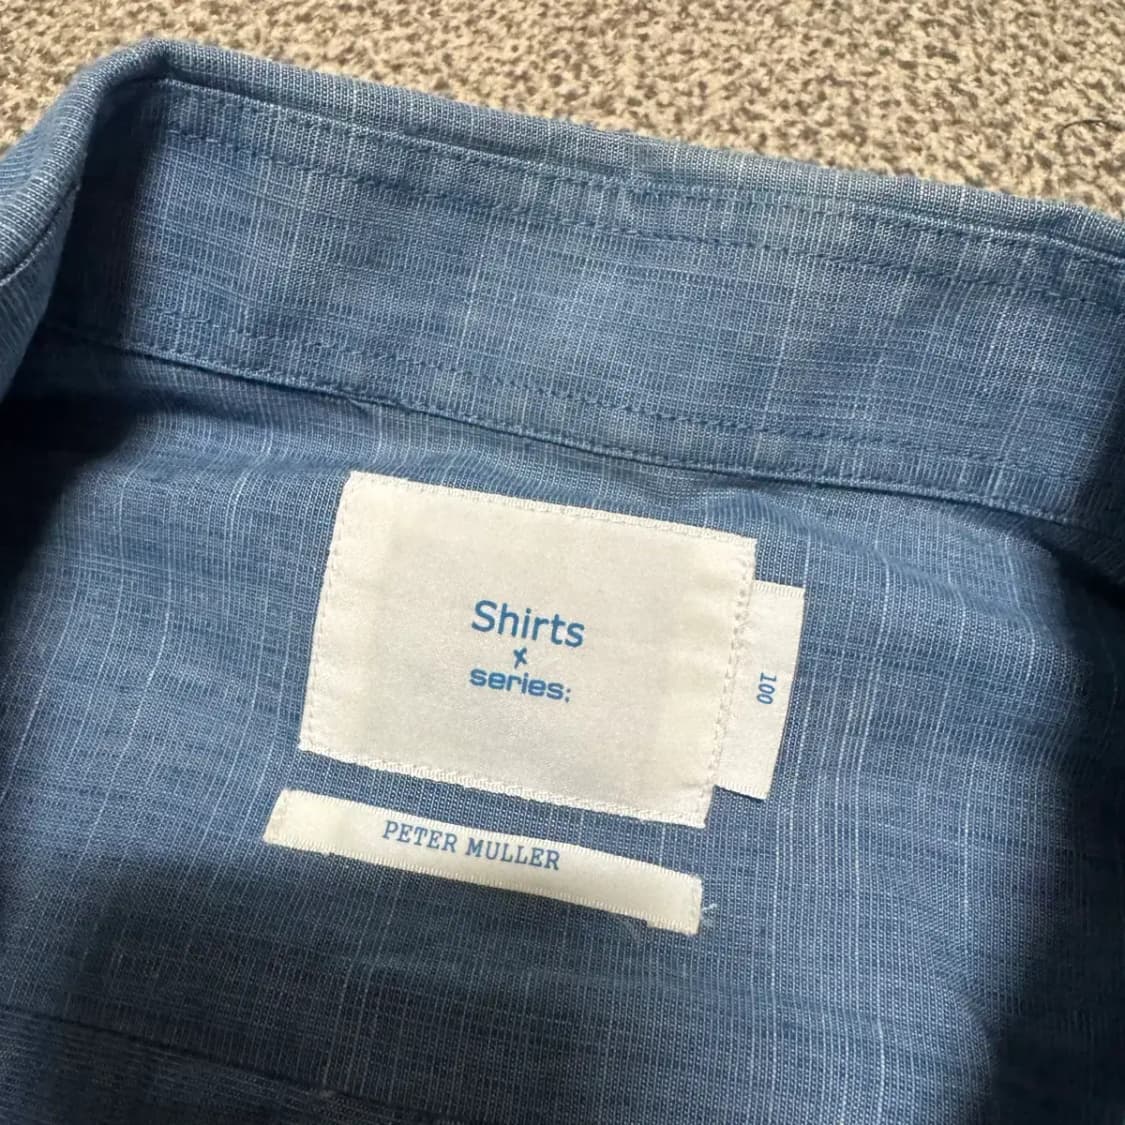 Shirts
x
series;
100
PETER MULLER